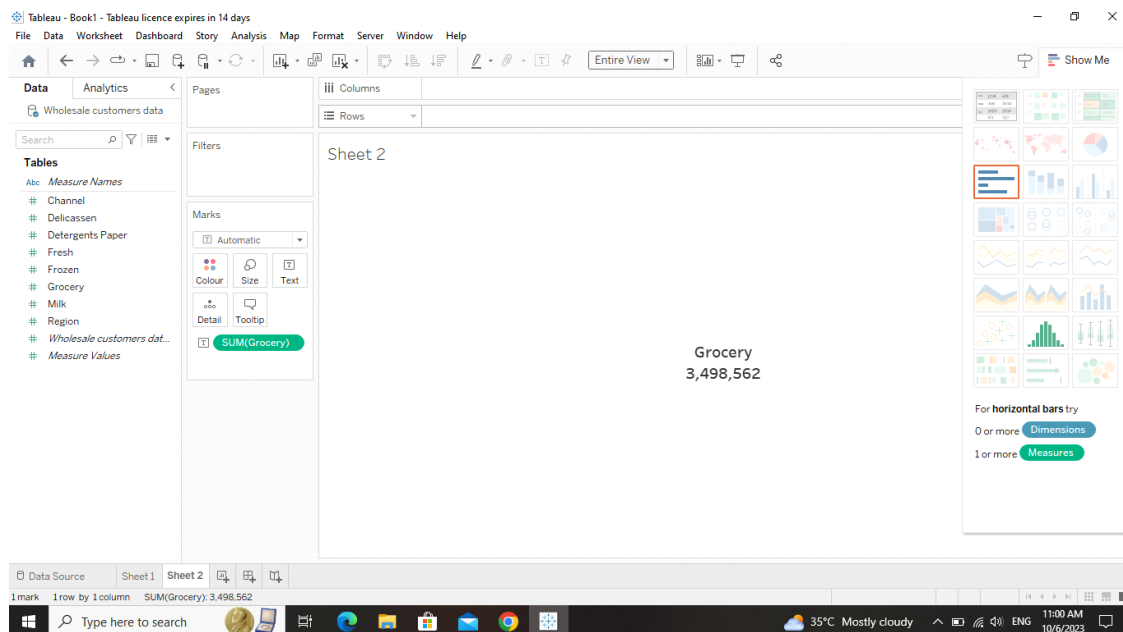 Tableau - Book1 - Tableau licence expires in 14 days
File Data Worksheet Dashboard Story Analysis Map Format Server Window Help
Entire View
Show Me
Data Analytics
Wholesale customers data
Search
Tables
Abc Measure Names
# Channel
# Delicassen
# Detergents Paper
# Fresh
# Frozen
# Grocery
# Milk
# Region
# Wholesale customers dat...
# Measure Values
Pages
Filters
Marks
Automatic
Colour Size Text
Detail Tooltip
SUM(Grocery)
Columns
Rows
Sheet 2
Grocery
3,498,562
For horizontal bars try
0 or more Dimensions
1 or more Measures
Data Source Sheet 1 Sheet 2
1 mark 1 row by 1 column SUM(Grocery): 3,498,562
Type here to search
35°C Mostly cloudy
ENG
11:00 AM
10/6/2023